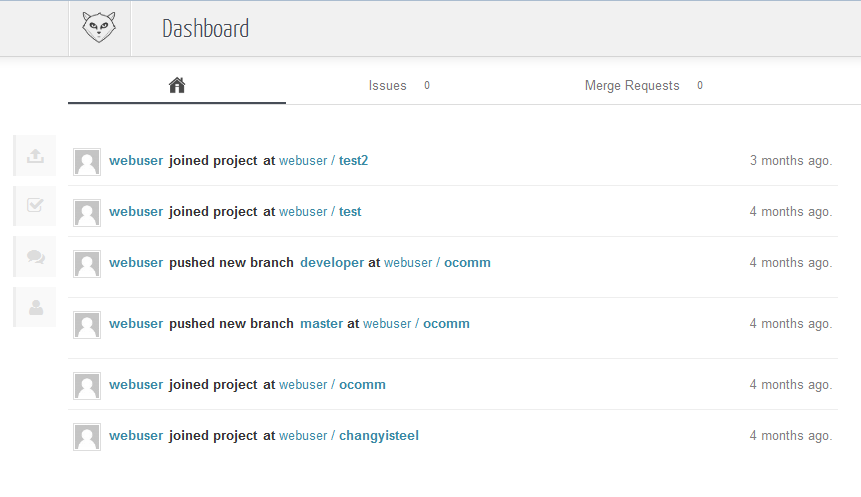 Dashboard
Issues 0 Merge Requests 0
webuser joined project at webuser / test2 3 months ago.
webuser joined project at webuser / test 4 months ago.
webuser pushed new branch developer at webuser / ocomm 4 months ago.
webuser pushed new branch master at webuser / ocomm 4 months ago.
webuser joined project at webuser / ocomm 4 months ago.
webuser joined project at webuser / changyisteel 4 months ago.